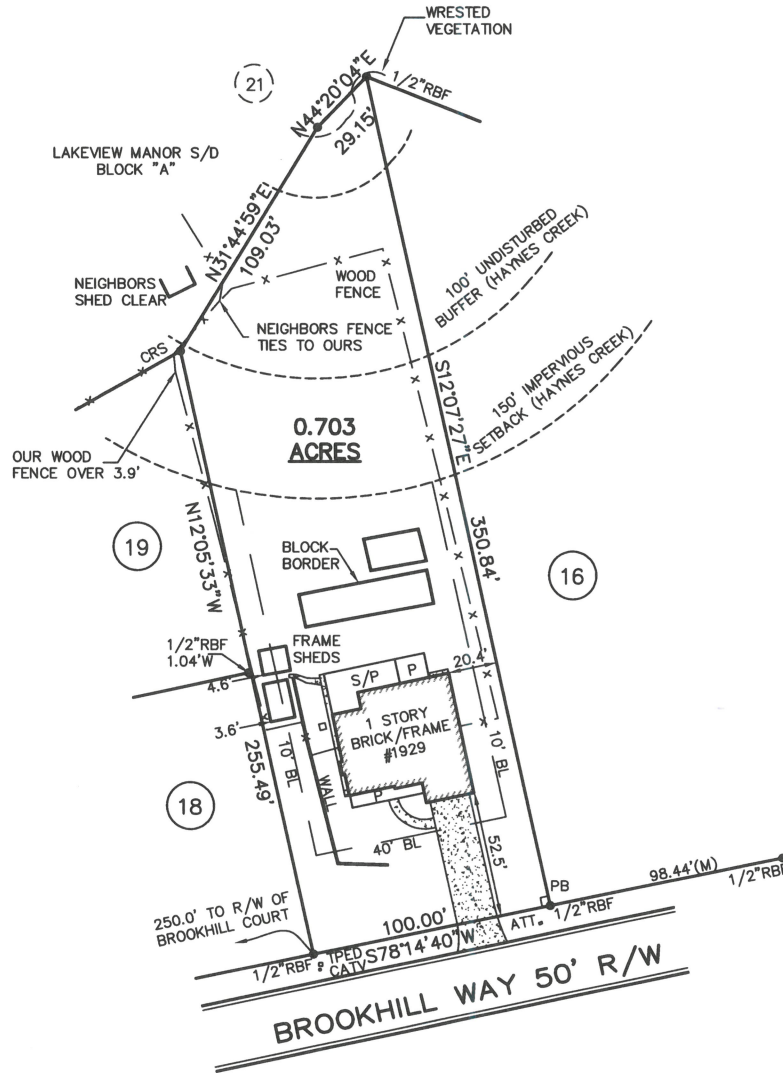 WRESTED
VEGETATION
21
N44°20'04"E
29.15'
1/2"RBF
LAKEVIEW MANOR S/D
BLOCK "A"
N31°44'59"E
109.03'
NEIGHBORS
SHED CLEAR
WOOD
FENCE
100' UNDISTURBED
BUFFER (HAYNES CREEK)
NEIGHBORS FENCE
TIES TO OURS
CRS
S12°07'27"E
150' IMPERVIOUS
SETBACK (HAYNES CREEK)
0.703
ACRES
OUR WOOD
FENCE OVER 3.9'
N12°05'33"W
350.84'
19
BLOCK
BORDER
16
1/2"RBF
1.04'W
FRAME
SHEDS
4.6'
S/P
P
20.4'
1 STORY
BRICK/FRAME
#1929
3.6'
10' BL
10' BL
255.49'
WALL
P
18
40' BL
52.5'
98.44'(M)
1/2"RBF
PB
250.0' TO R/W OF
BROOKHILL COURT
100.00'
ATT.
1/2"RBF
1/2"RBF
TPED
CATV
S78°14'40"W
BROOKHILL WAY 50' R/W